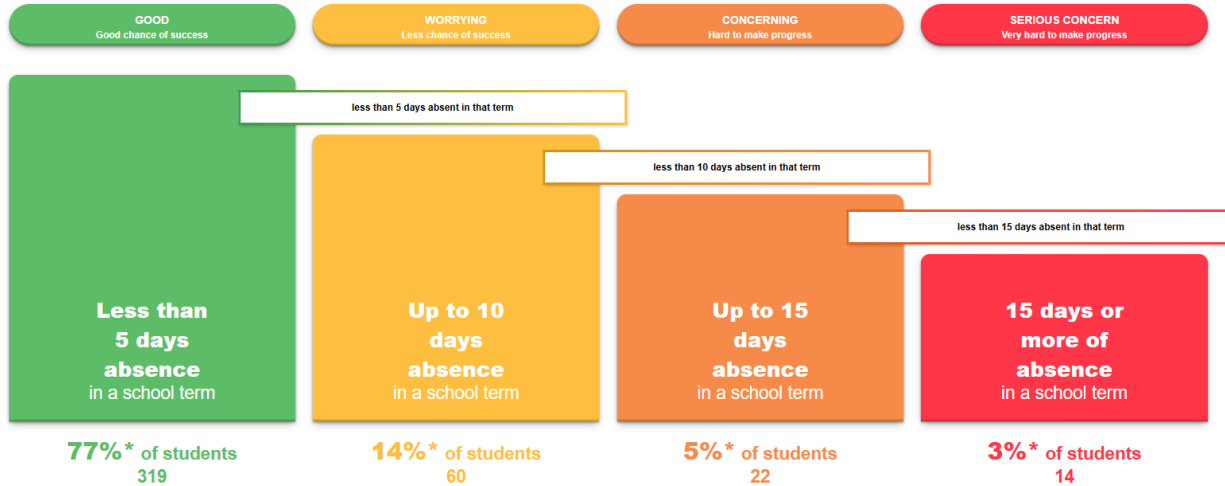 GOOD
Good chance of success
WORRYING
Less chance of success
CONCERNING
Hard to make progress
SERIOUS CONCERN
Very hard to make progress
less than 5 days absent in that term
less than 10 days absent in that term
less than 15 days absent in that term
Less than
5 days
absence
in a school term
Up to 10
days
absence
in a school term
Up to 15
days
absence
in a school term
15 days or
more of
absence
in a school term
77%* of students
319
14%* of students
60
5%* of students
22
3%* of students
14